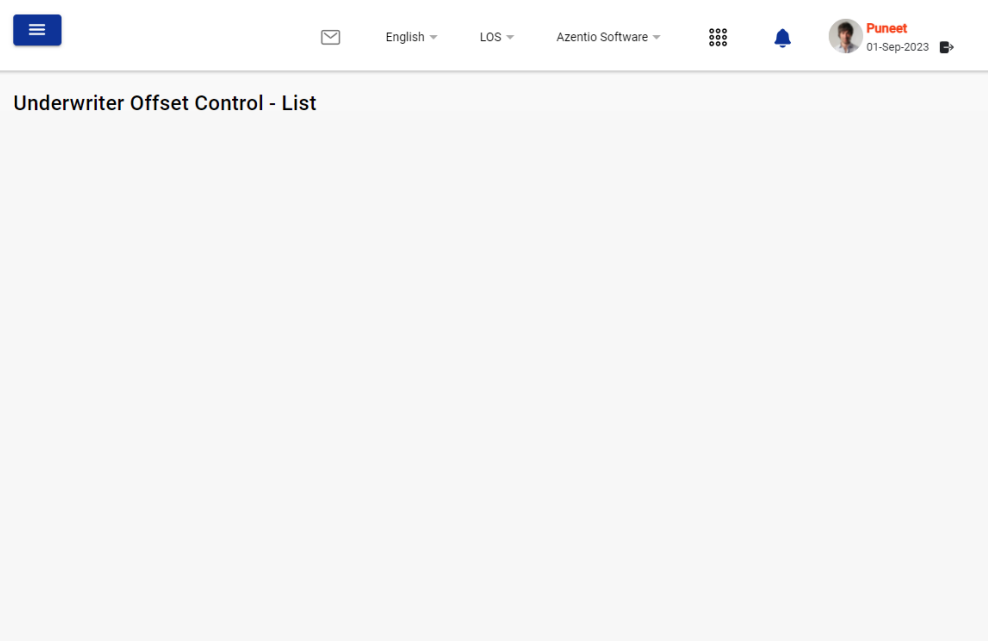 English
LOS
Azentio Software
Puneet
01-Sep-2023
Underwriter Offset Control - List